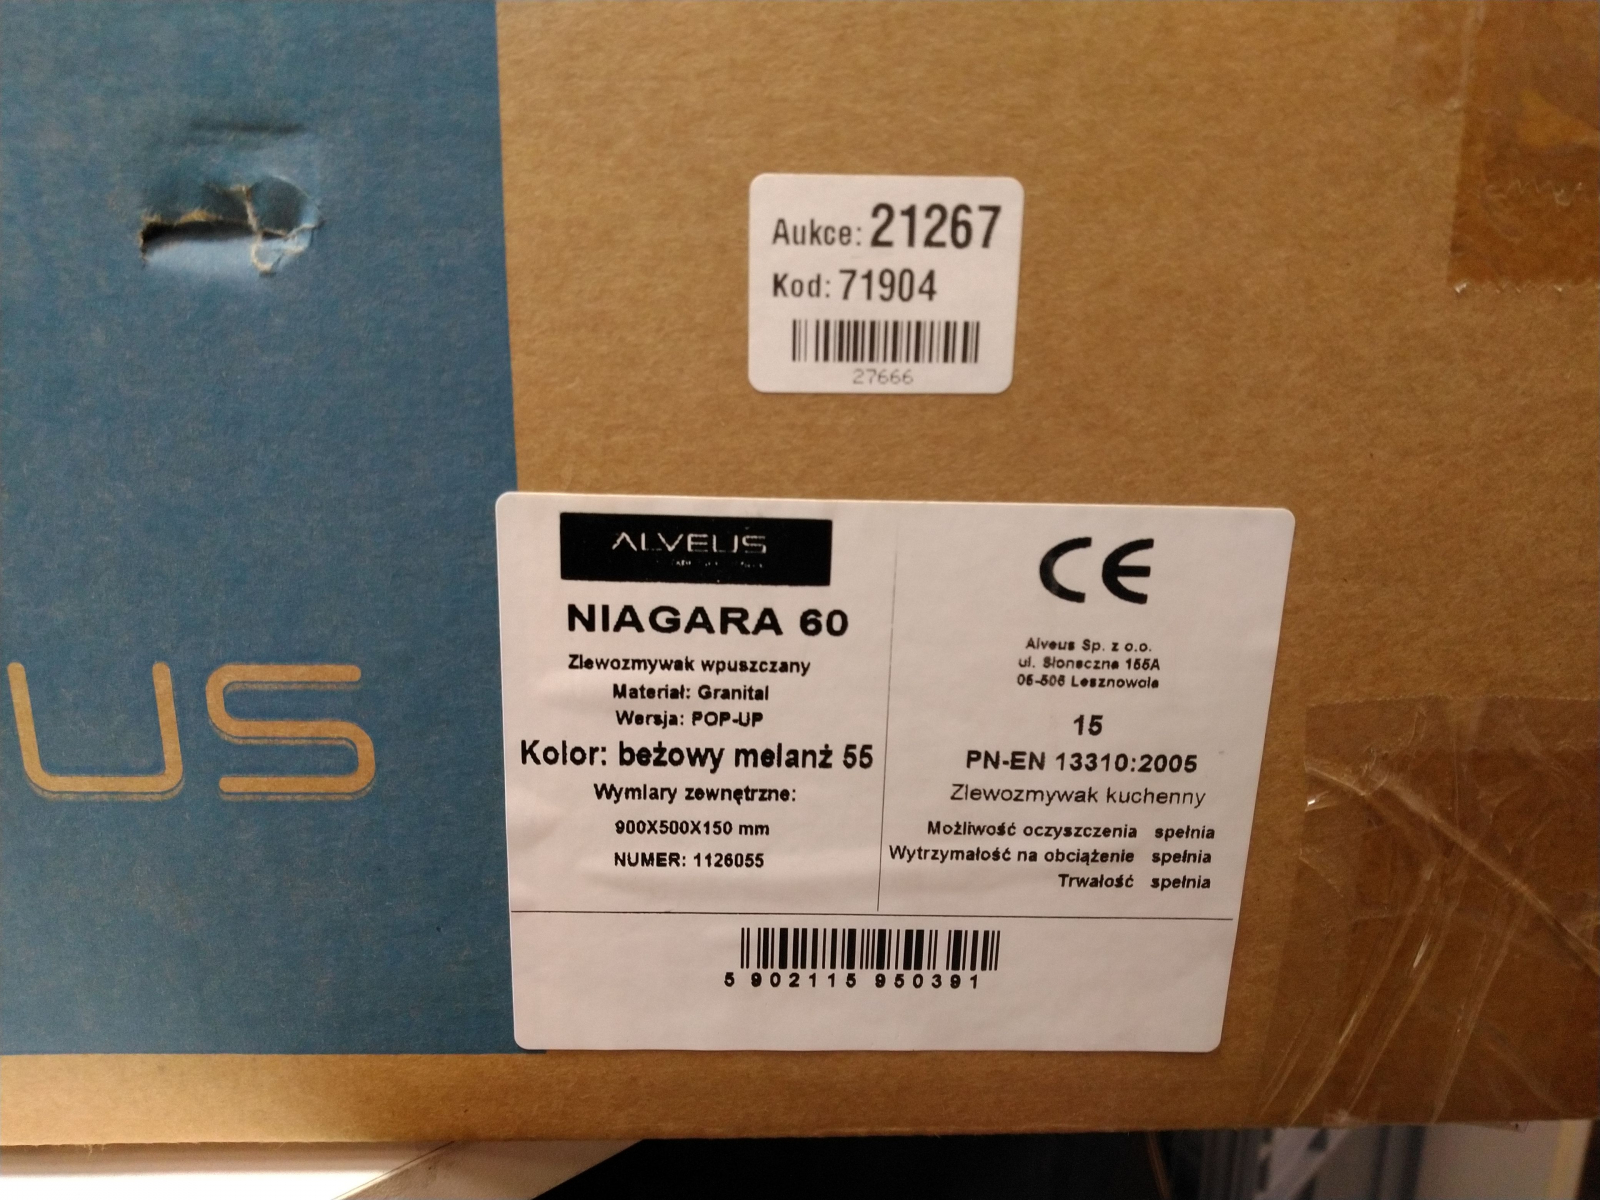 Aukce: 21267
Kod: 71904
27666
US
ALVEUS
NIAGARA 60
Zlewozmywak wpuszczany
Materiał: Granital
Wersja: POP-UP
Kolor: beżowy melanż 55
Wymiary zewnętrzne:
900X500X150 mm
NUMER: 1126055
CE
Alveus Sp. z o.o.
ul. Słoneczna 155A
05-506 Lesznowola
15
PN-EN 13310:2005
Zlewozmywak kuchenny
Możliwość oczyszczenia spełnia
Wytrzymałość na obciążenie spełnia
Trwałość spełnia
5 902115 950391